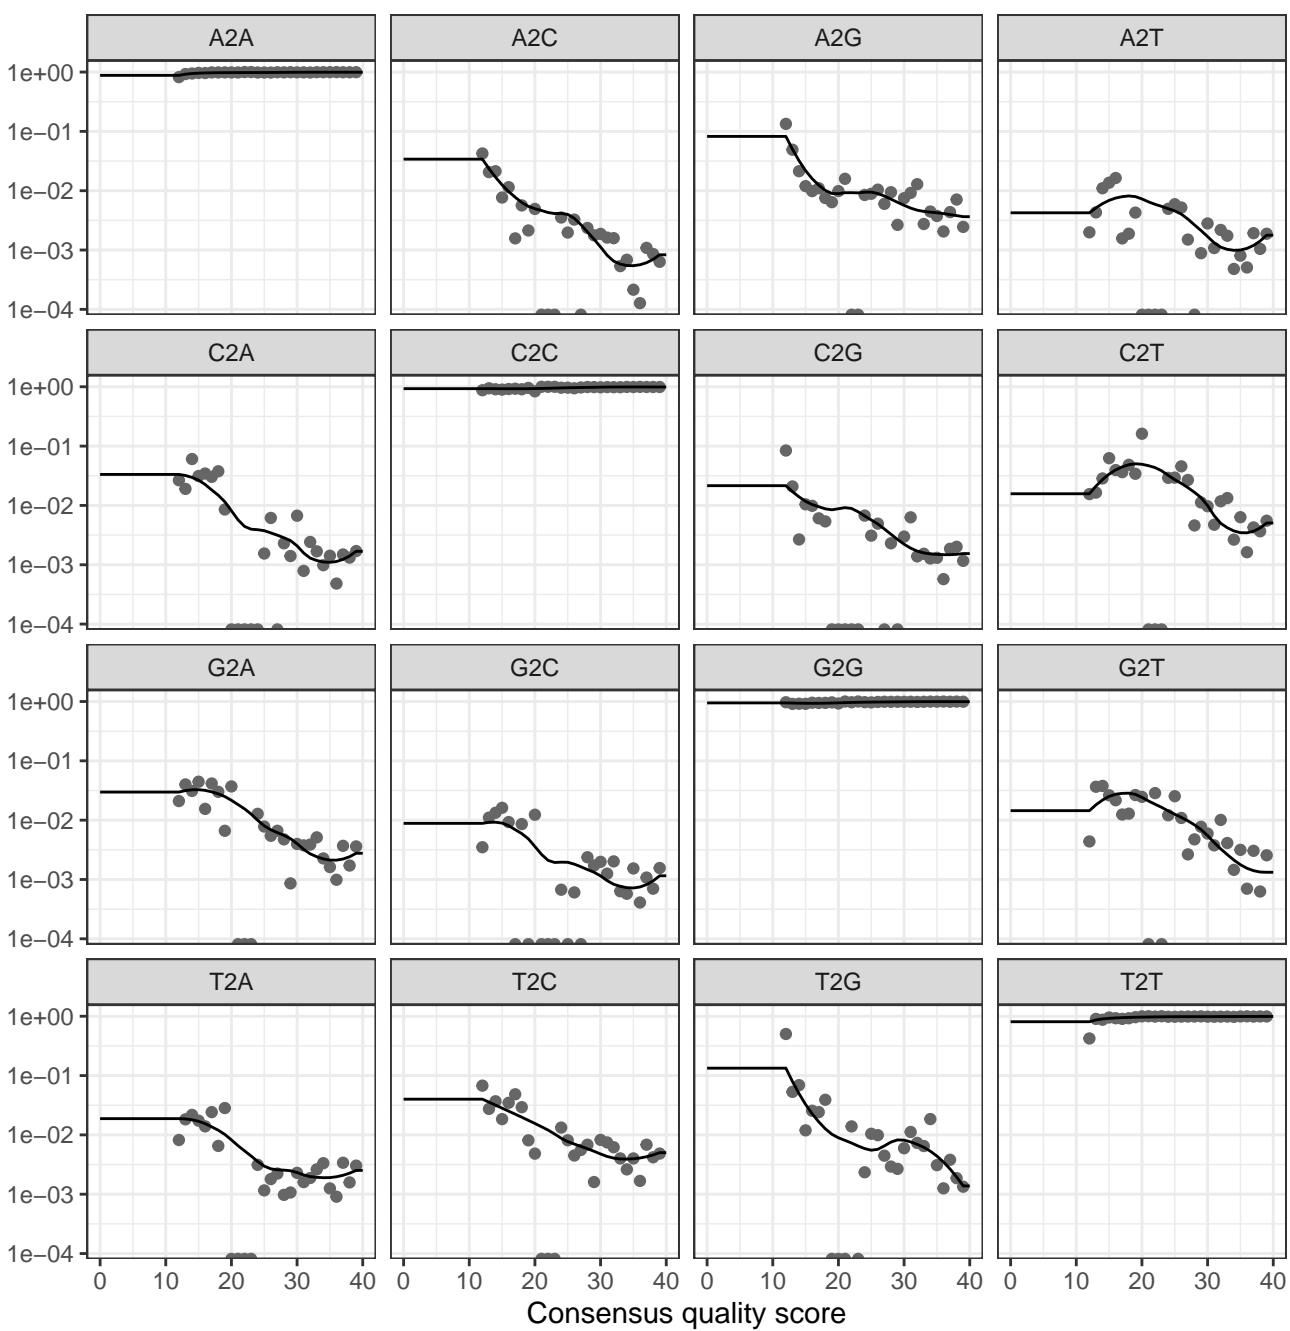 A2A A2C A2G A2T
1e+00
1e−01
1e−02
1e−03
1e−04
C2A C2C C2G C2T
1e+00
1e−01
1e−02
1e−03
1e−04
G2A G2C G2G G2T
1e+00
1e−01
1e−02
1e−03
1e−04
T2A T2C T2G T2T
1e+00
1e−01
1e−02
1e−03
1e−04
0 10 20 30 40 0 10 20 30 40 0 10 20 30 40 0 10 20 30 40
Consensus quality score